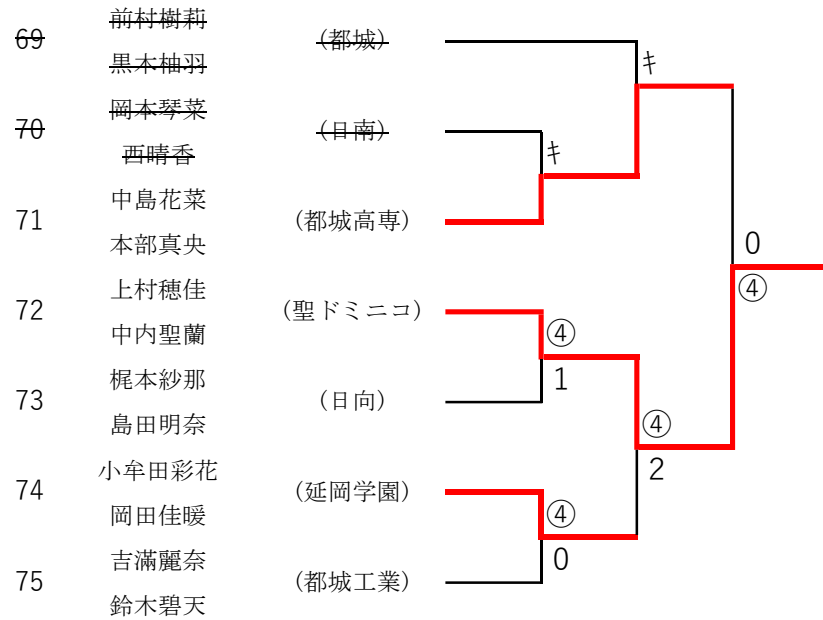 前村樹莉
69 (都城)
黒木柚羽
キ
岡本琴菜
70 (日南)
西晴香
キ
中島花菜
71 (都城高専)
本部真央
0
上村穂佳
④
72 (聖ドミニコ)
中内聖蘭
④
1
梶本紗那
73 (日向)
島田明奈
④
小牟田彩花
2
74 (延岡学園)
岡田佳暖
④
吉満麗奈
0
75 (都城工業)
鈴木碧天